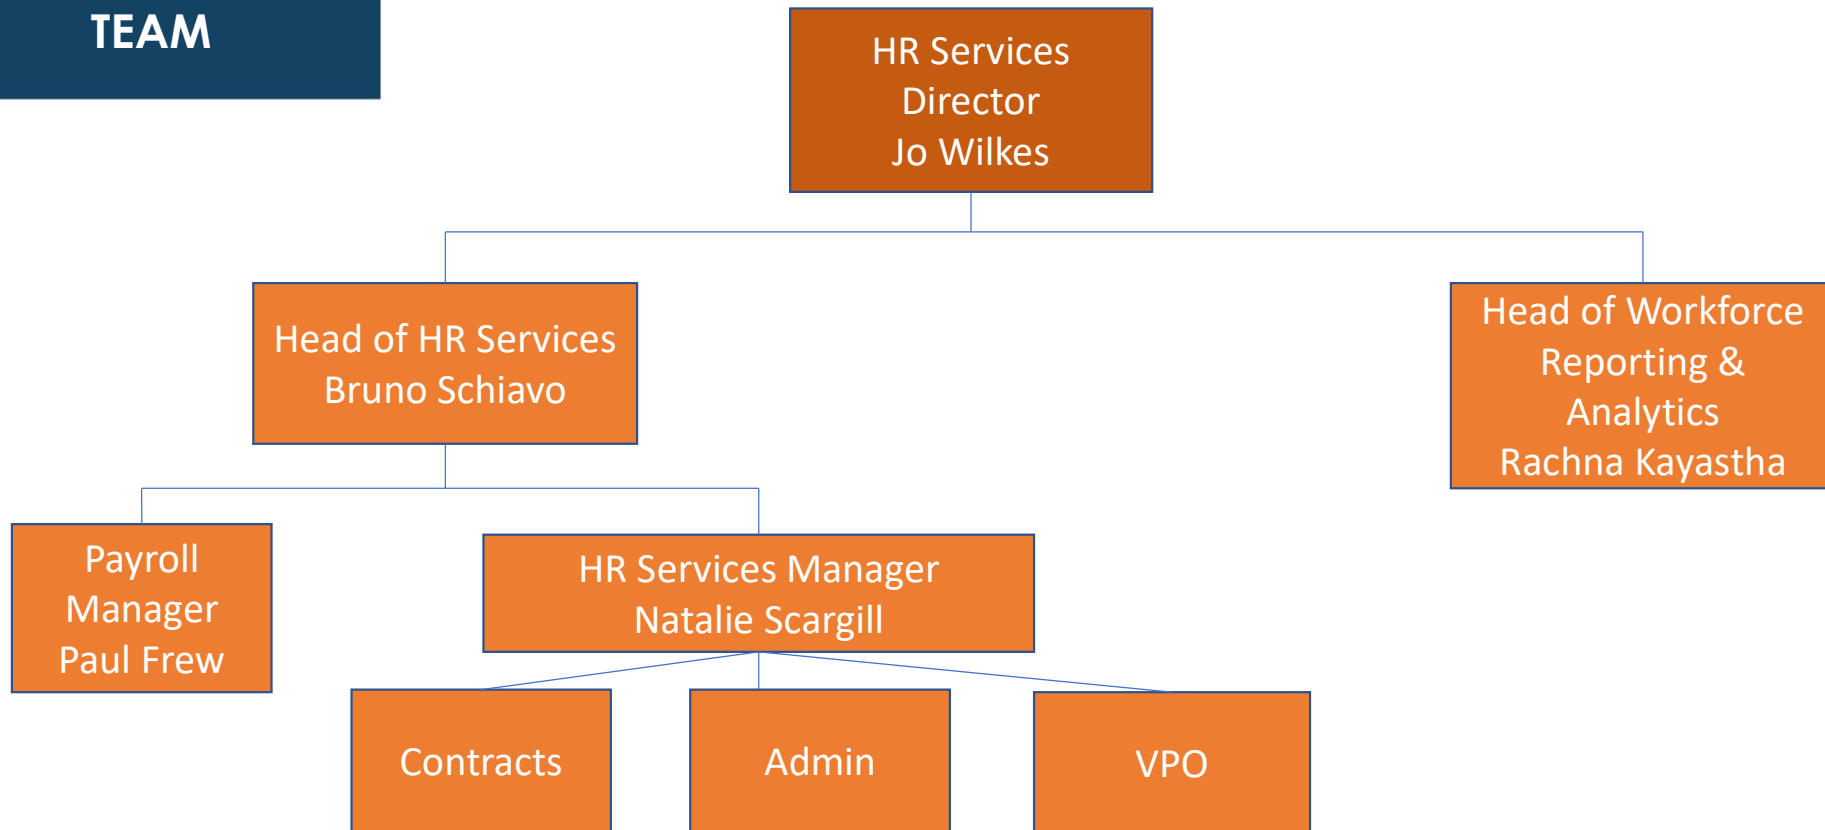 TEAM
HR Services
Director
Jo Wilkes
Head of HR Services
Bruno Schiavo
Head of Workforce
Reporting &
Analytics
Rachna Kayastha
Payroll
Manager
Paul Frew
HR Services Manager
Natalie Scargill
Contracts
Admin
VPO